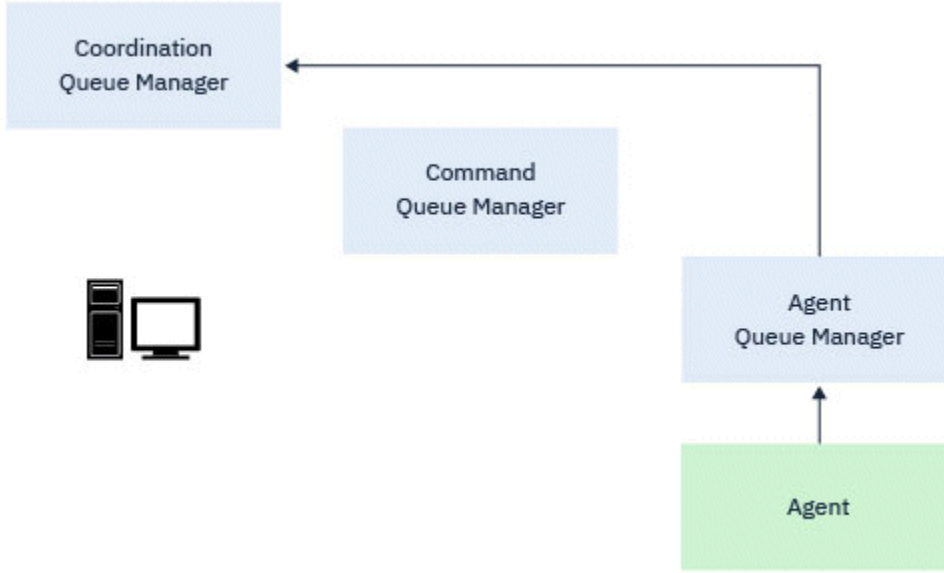 Coordination
Queue Manager
Command
Queue Manager
Agent
Queue Manager
Agent